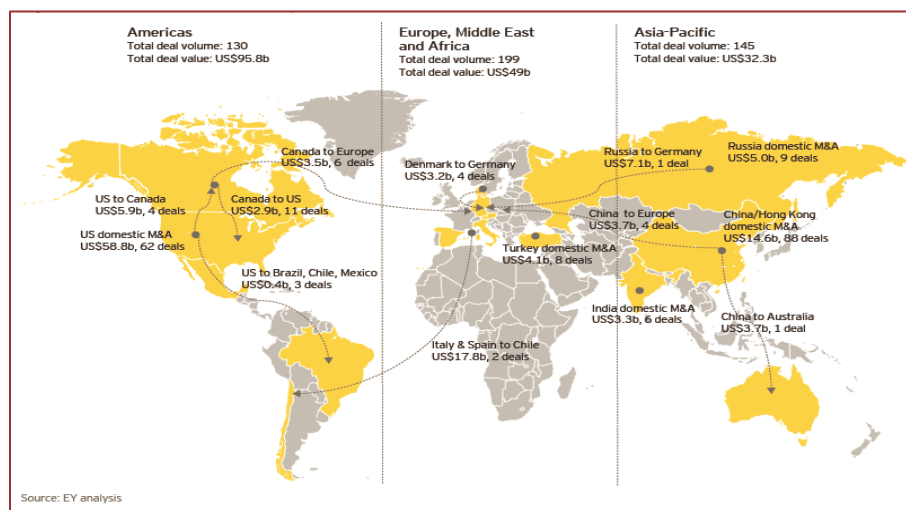 Americas
Total deal volume: 130
Total deal value: US$95.8b
Europe, Middle East
and Africa
Total deal volume: 199
Total deal value: US$49b
Asia-Pacific
Total deal volume: 145
Total deal value: US$32.3b
Canada to Europe
US$3.5b, 6 deals
Denmark to Germany
US$3.2b, 4 deals
Russia to Germany
US$7.1b, 1 deal
Russia domestic M&A
US$5.0b, 9 deals
US to Canada
US$5.9b, 4 deals
Canada to US
US$2.9b, 11 deals
US domestic M&A
US$58.8b, 62 deals
China to Europe
US$3.7b, 4 deals
China/Hong Kong
domestic M&A
US$14.6b, 88 deals
Turkey domestic M&A
US$4.1b, 8 deals
US to Brazil, Chile, Mexico
US$0.4b, 3 deals
India domestic M&A
US$3.3b, 6 deals
China to Australia
US$3.7b, 1 deal
Italy & Spain to Chile
US$17.8b, 2 deals
Source: EY analysis